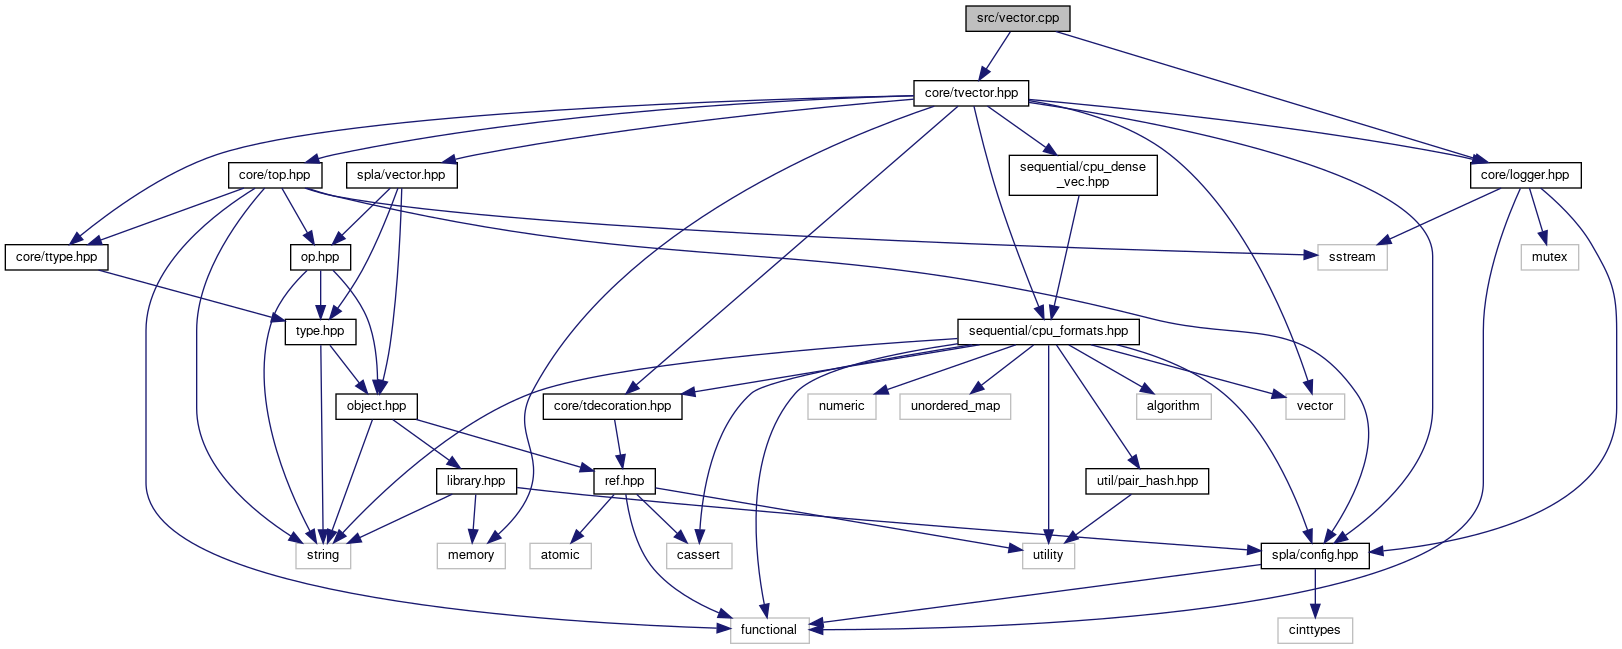 src/vector.cpp
core/tvector.hpp
core/top.hpp
spla/vector.hpp
sequential/cpu_dense
_vec.hpp
core/logger.hpp
core/ttype.hpp
op.hpp
sstream
mutex
type.hpp
sequential/cpu_formats.hpp
object.hpp
core/tdecoration.hpp
numeric
unordered_map
algorithm
vector
library.hpp
ref.hpp
util/pair_hash.hpp
string
memory
atomic
cassert
utility
spla/config.hpp
functional
cinttypes